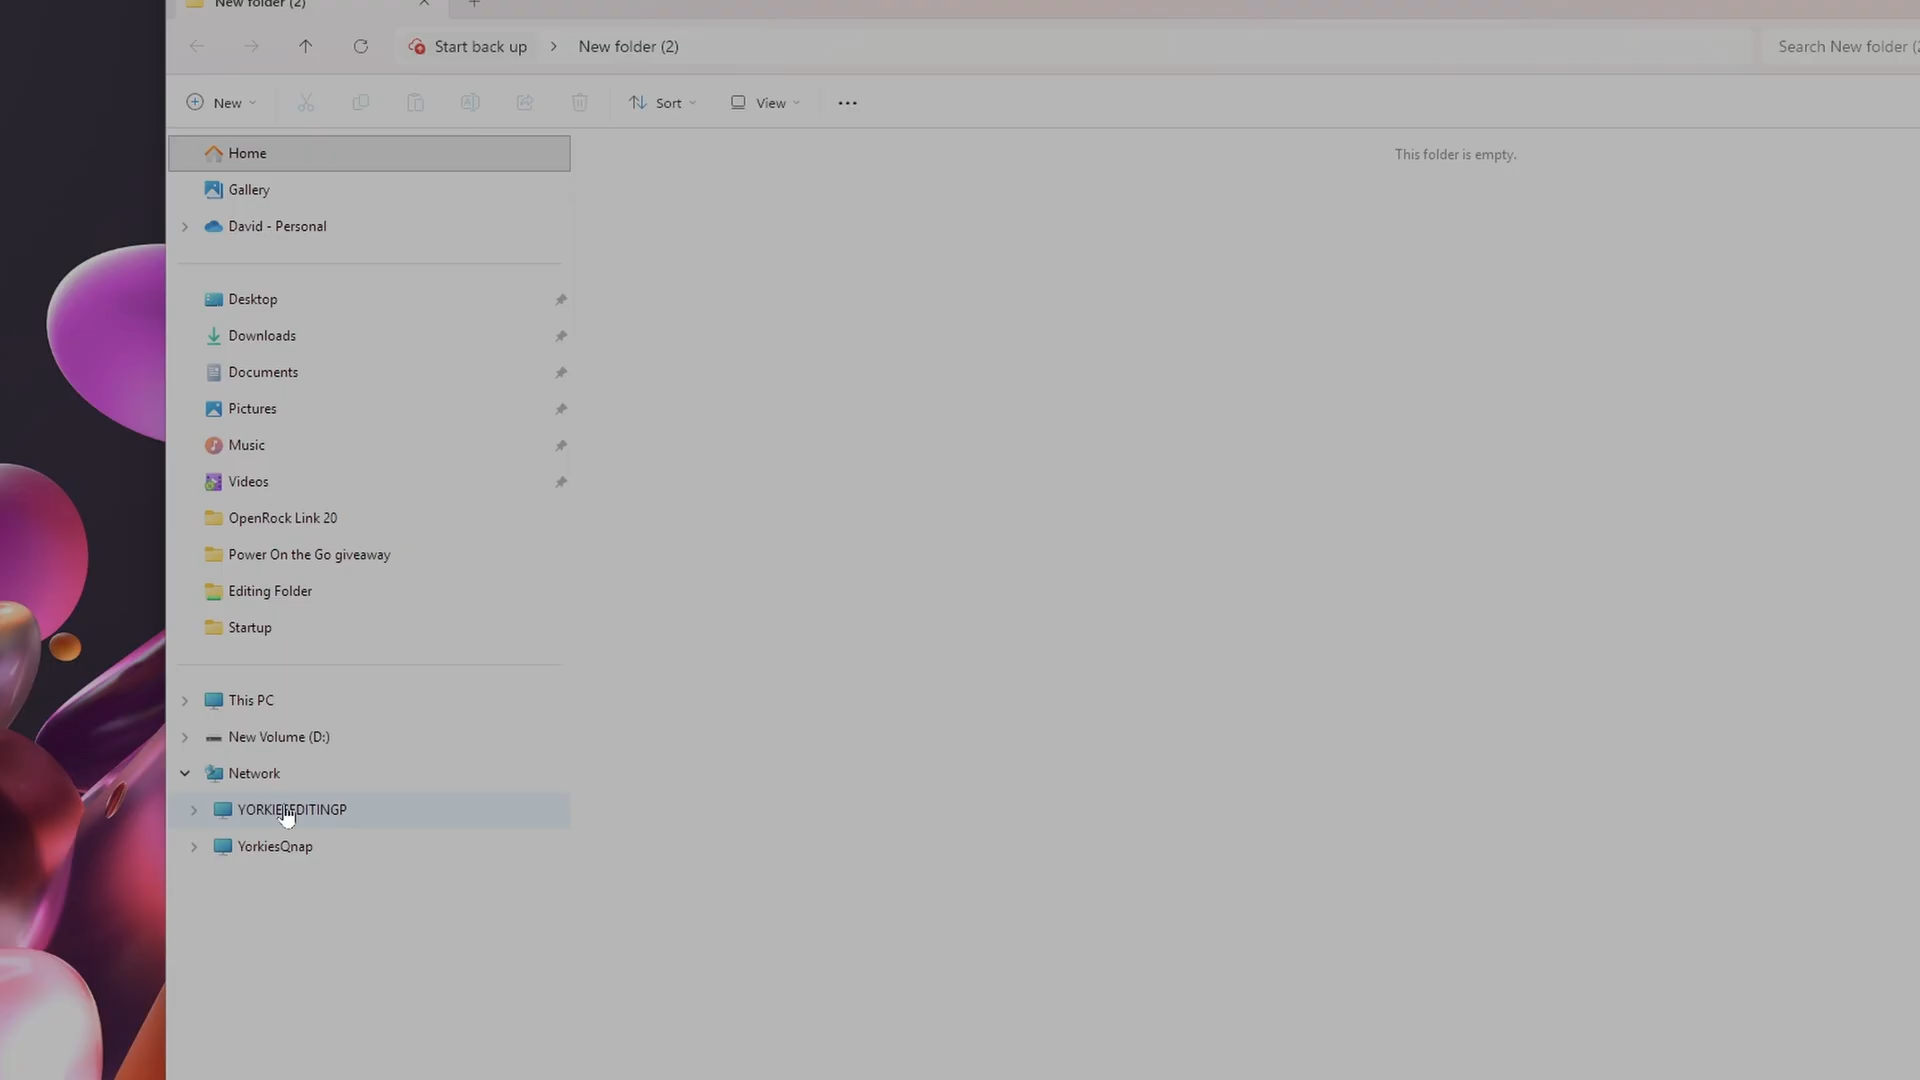 New folder (2)
Start back up > New folder (2)
Search New folder (2
New
Sort
View
Home
This folder is empty.
Gallery
David - Personal
Desktop
Downloads
Documents
Pictures
Music
Videos
OpenRock Link 20
Power On the Go giveaway
Editing Folder
Startup
This PC
New Volume (D:)
Network
YorkiesQnap